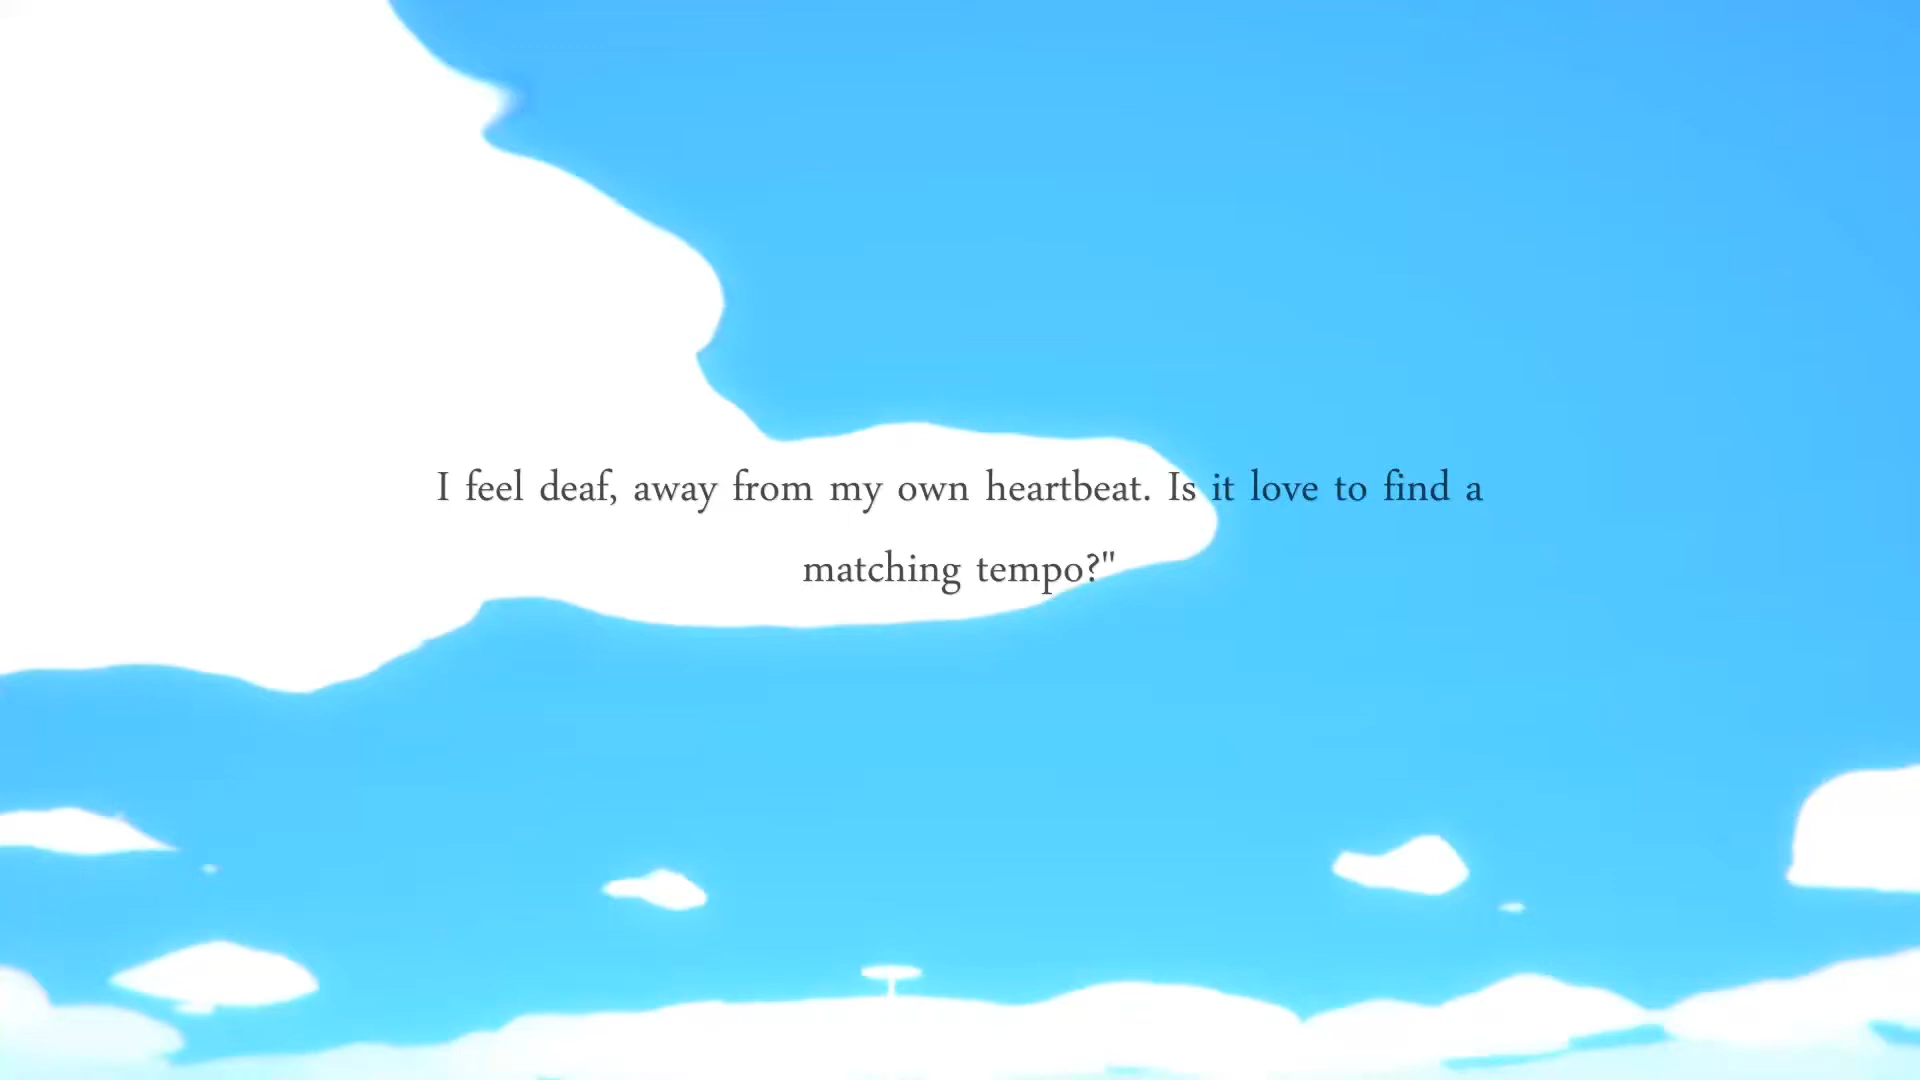 I feel deaf, away from my own heartbeat. Is it love to find a
matching tempo?"